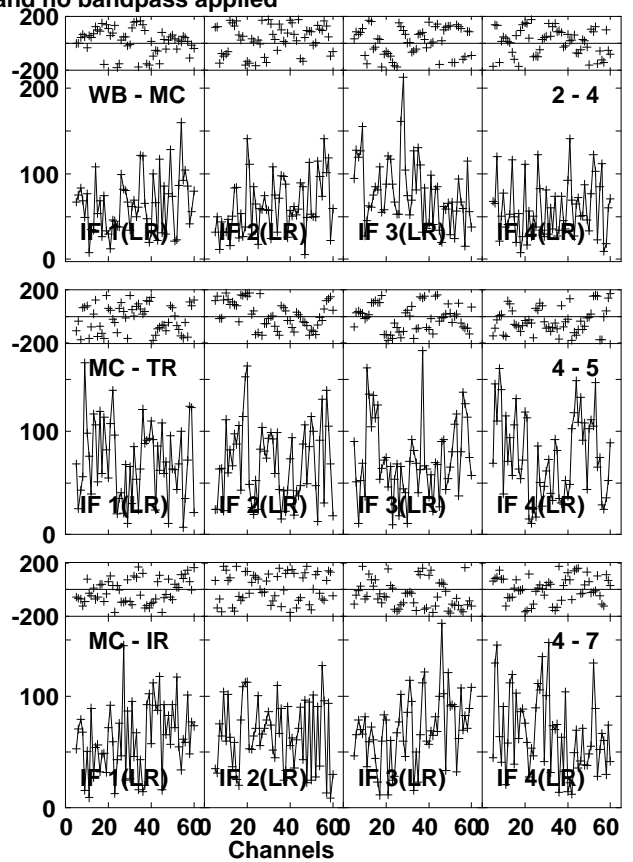 and no bandpass applied
200
-200
200
100
0
WB - MC
2 - 4
IF 1(LR)
IF 2(LR)
IF 3(LR)
IF 4(LR)
200
-200
100
0
MC - TR
4 - 5
IF 1(LR)
IF 2(LR)
IF 3(LR)
IF 4(LR)
200
-200
100
0
MC - IR
4 - 7
IF 1(LR)
IF 2(LR)
IF 3(LR)
IF 4(LR)
0 20 40 60 0 20 40 60 0 20 40 60 0 20 40 60
Channels